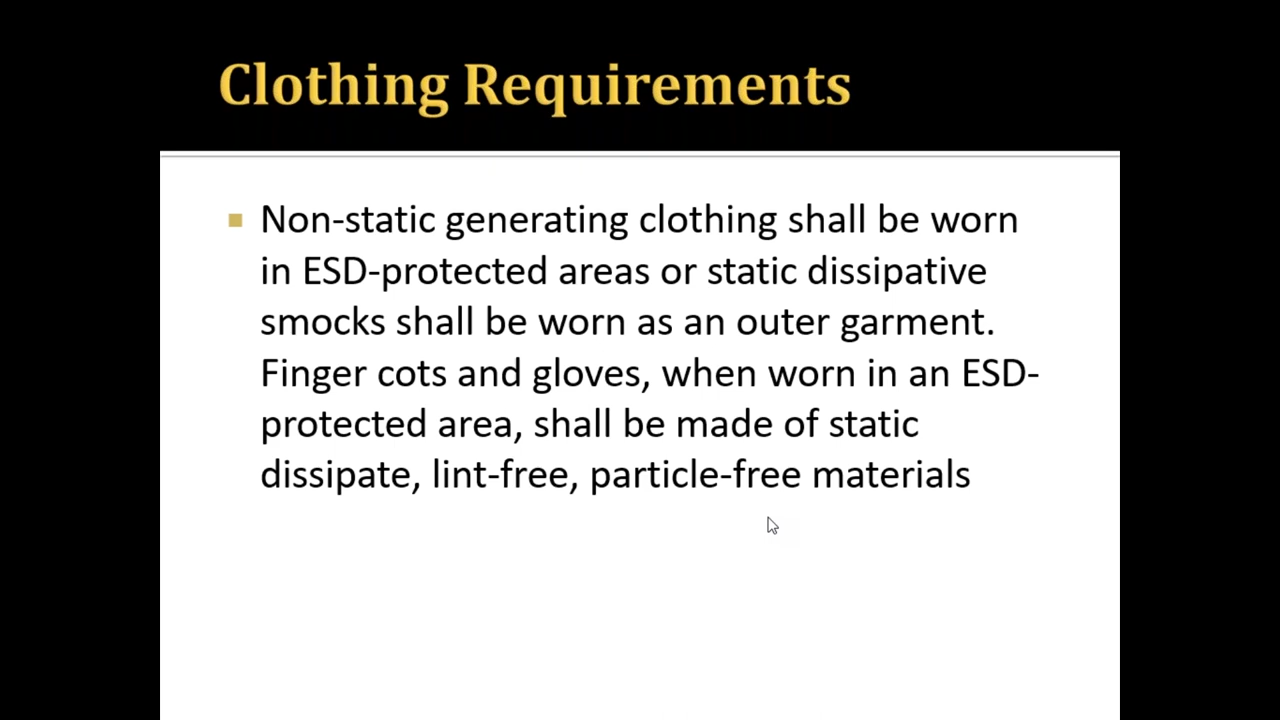 Clothing Requirements
Non-static generating clothing shall be worn
in ESD-protected areas or static dissipative
smocks shall be worn as an outer garment.
Finger cots and gloves, when worn in an ESD-
protected area, shall be made of static
dissipate, lint-free, particle-free materials